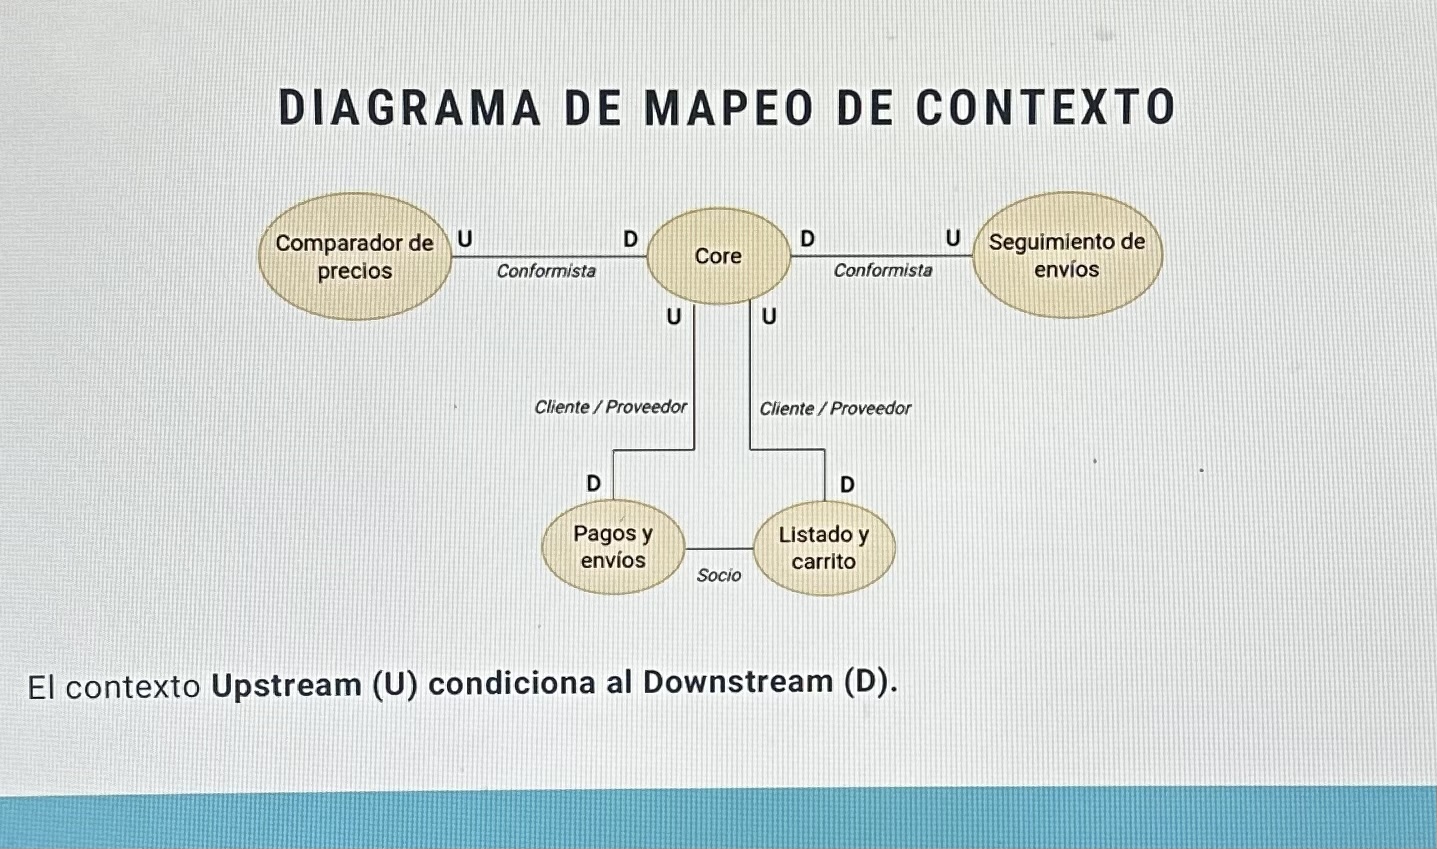 DIAGRAMA DE MAPEO DE CONTEXTO
Comparador de
precios
U
D
Conformista
Core
D
U
Conformista
Seguimiento de
envíos
U
U
Cliente / Proveedor
Cliente / Proveedor
D
D
Pagos y
envíos
Socio
Listado y
carrito
El contexto Upstream (U) condiciona al Downstream (D).